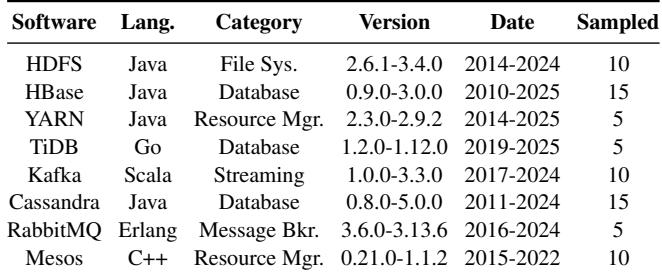 Software Lang. Category Version Date Sampled
HDFS Java File Sys. 2.6.1-3.4.0 2014-2024 10
HBase Java Database 0.9.0-3.0.0 2010-2025 15
YARN Java Resource Mgr. 2.3.0-2.9.2 2014-2025 5
TiDB Go Database 1.2.0-1.12.0 2019-2025 5
Kafka Scala Streaming 1.0.0-3.3.0 2017-2024 10
Cassandra Java Database 0.8.0-5.0.0 2011-2024 15
RabbitMQ Erlang Message Bkr. 3.6.0-3.13.6 2016-2024 5
Mesos C++ Resource Mgr. 0.21.0-1.1.2 2015-2022 10